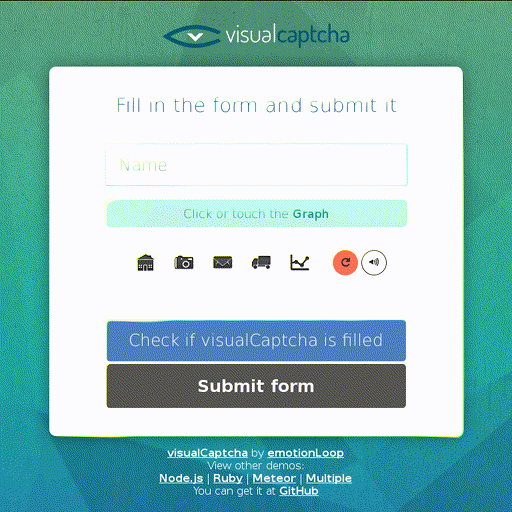 visualcaptcha
Fill in the form and submit it
Name
Click or touch the Graph
Check if visualCaptcha is filled
Submit form
visualCaptcha by emotionLoop
View other demos:
Node.js | Ruby | Meteor | Multiple
You can get it at GitHub